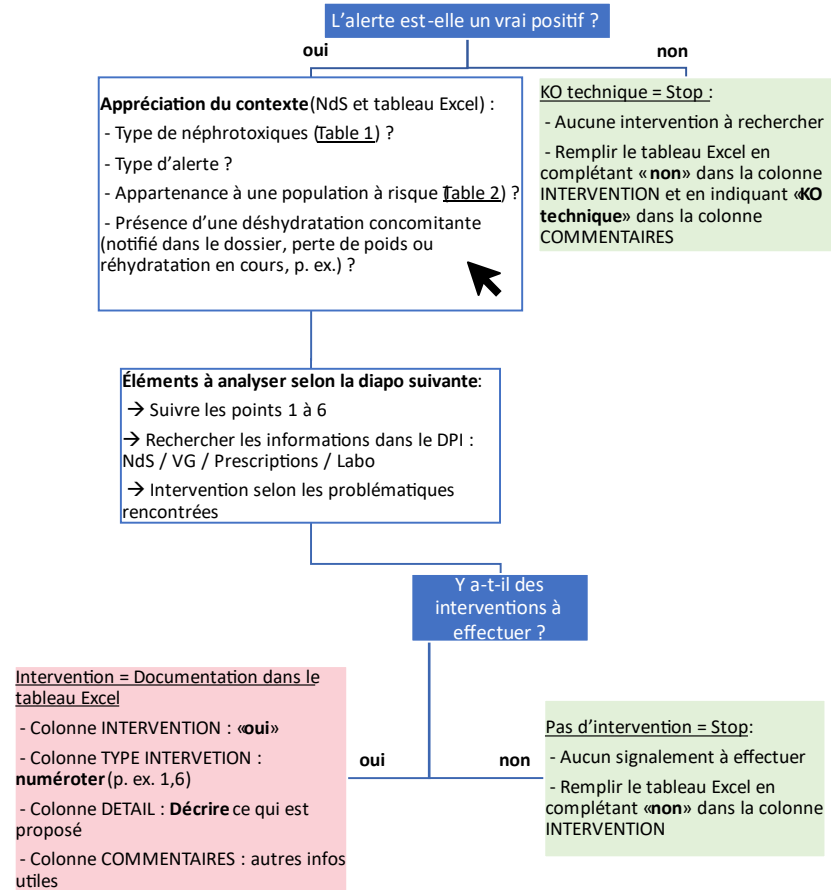 L'alerte est-elle un vrai positif ?
oui
non
Appréciation du contexte (NdS et tableau Excel) :
- Type de néphrotoxiques (Table 1) ?
- Type d'alerte ?
- Appartenance à une population à risque (Table 2) ?
- Présence d'une déshydratation concomitante
(notifié dans le dossier, perte de poids ou
réhydratation en cours, p. ex.) ?
KO technique = Stop :
- Aucune intervention à rechercher
- Remplir le tableau Excel en
complétant « non » dans la colonne
INTERVENTION et en indiquant «KO
technique» dans la colonne
COMMENTAIRES
Éléments à analyser selon la diapo suivante:
→ Suivre les points 1 à 6
→ Rechercher les informations dans le DPI :
NdS / VG / Prescriptions / Labo
→ Intervention selon les problématiques
rencontrées
Y a-t-il des
interventions à
effectuer ?
oui
non
Intervention = Documentation dans le
tableau Excel
- Colonne INTERVENTION : «oui»
- Colonne TYPE INTERVETION :
numéroter (p. ex. 1,6)
- Colonne DETAIL : Décrire ce qui est
proposé
- Colonne COMMENTAIRES : autres infos
utiles
Pas d'intervention = Stop:
- Aucun signalement à effectuer
- Remplir le tableau Excel en
complétant «non» dans la colonne
INTERVENTION